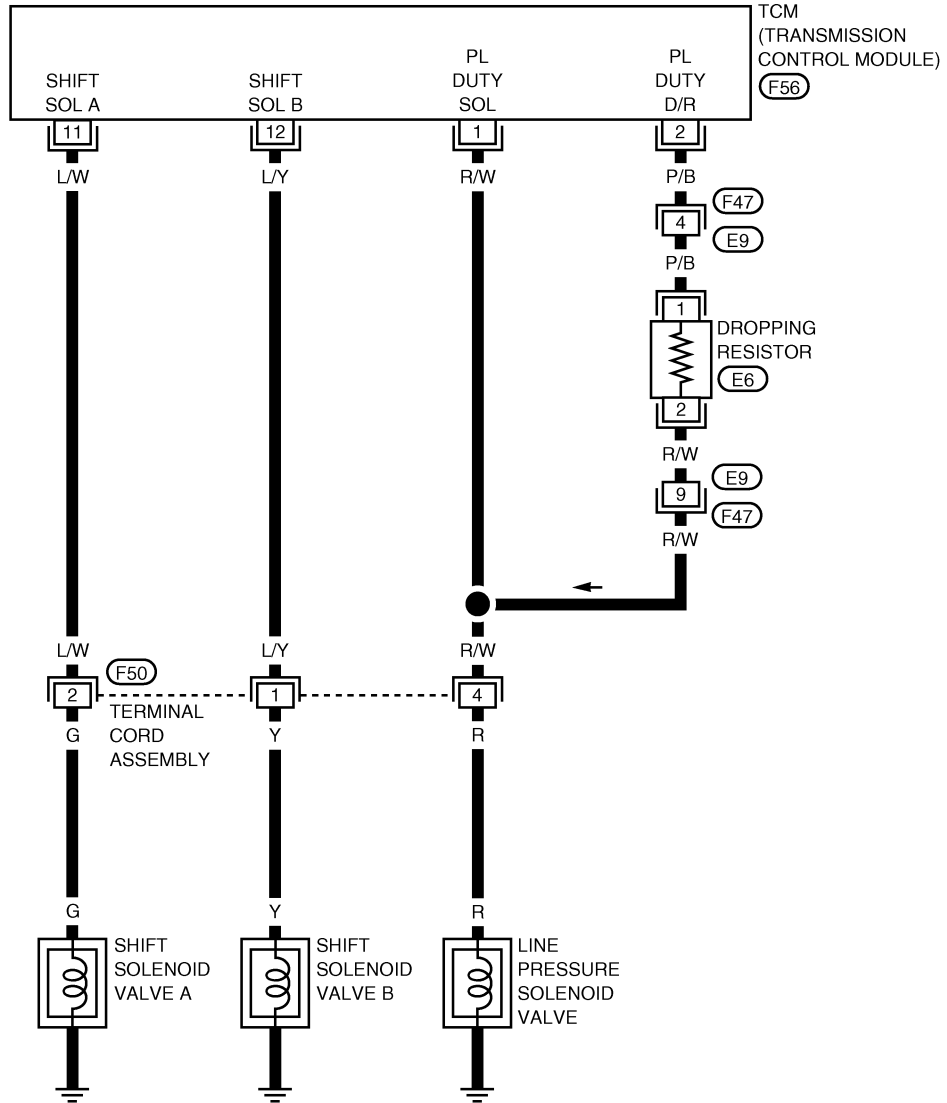 TCM
(TRANSMISSION
CONTROL MODULE)
F56
SHIFT
SOL A
SHIFT
SOL B
PL
DUTY
SOL
PL
DUTY
D/R
11
12
1
2
L/W
L/Y
R/W
P/B
F47
4
E9
P/B
1
DROPPING
RESISTOR
E6
2
R/W
E9
9
F47
R/W
L/W
L/Y
R/W
F50
2
1
4
TERMINAL
CORD
ASSEMBLY
G
Y
R
G
Y
R
SHIFT
SOLENOID
VALVE A
SHIFT
SOLENOID
VALVE B
LINE
PRESSURE
SOLENOID
VALVE